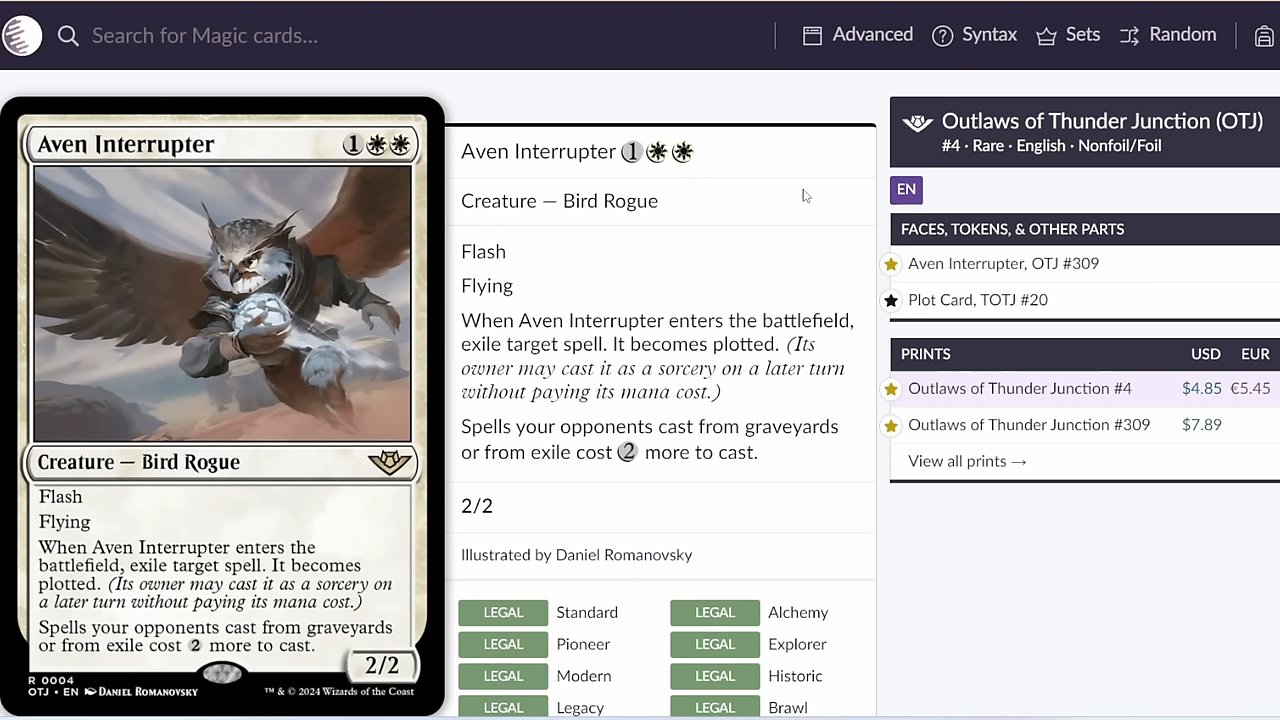 Search for Magic cards...
Advanced
Syntax
Sets
Random
Aven Interrupter 1
Creature — Bird Rogue
Flash
Flying
When Aven Interrupter enters the
battlefield, exile target spell. It becomes
plotted. (Its owner may cast it as a sorcery on
a later turn without paying its mana cost.)
Spells your opponents cast from graveyards
or from exile cost 2 more to cast.
2/2
R 0004
OTJ • EN DANIEL ROMANOVSKY
™ & © 2024 Wizards of the Coast
Aven Interrupter 1
Creature — Bird Rogue
Flash
Flying
When Aven Interrupter enters the battlefield,
exile target spell. It becomes plotted. (Its
owner may cast it as a sorcery on a later turn
without paying its mana cost.)
Spells your opponents cast from graveyards
or from exile cost 2 more to cast.
2/2
Illustrated by Daniel Romanovsky
LEGAL Standard LEGAL Alchemy
LEGAL Pioneer LEGAL Explorer
LEGAL Modern LEGAL Historic
LEGAL Legacy LEGAL Brawl
Outlaws of Thunder Junction (OTJ)
#4 · Rare · English · Nonfoil/Foil
EN
FACES, TOKENS, & OTHER PARTS
Aven Interrupter, OTJ #309
Plot Card, TOTJ #20
PRINTS USD EUR
Outlaws of Thunder Junction #4 $4.85 €5.45
Outlaws of Thunder Junction #309 $7.89
View all prints →